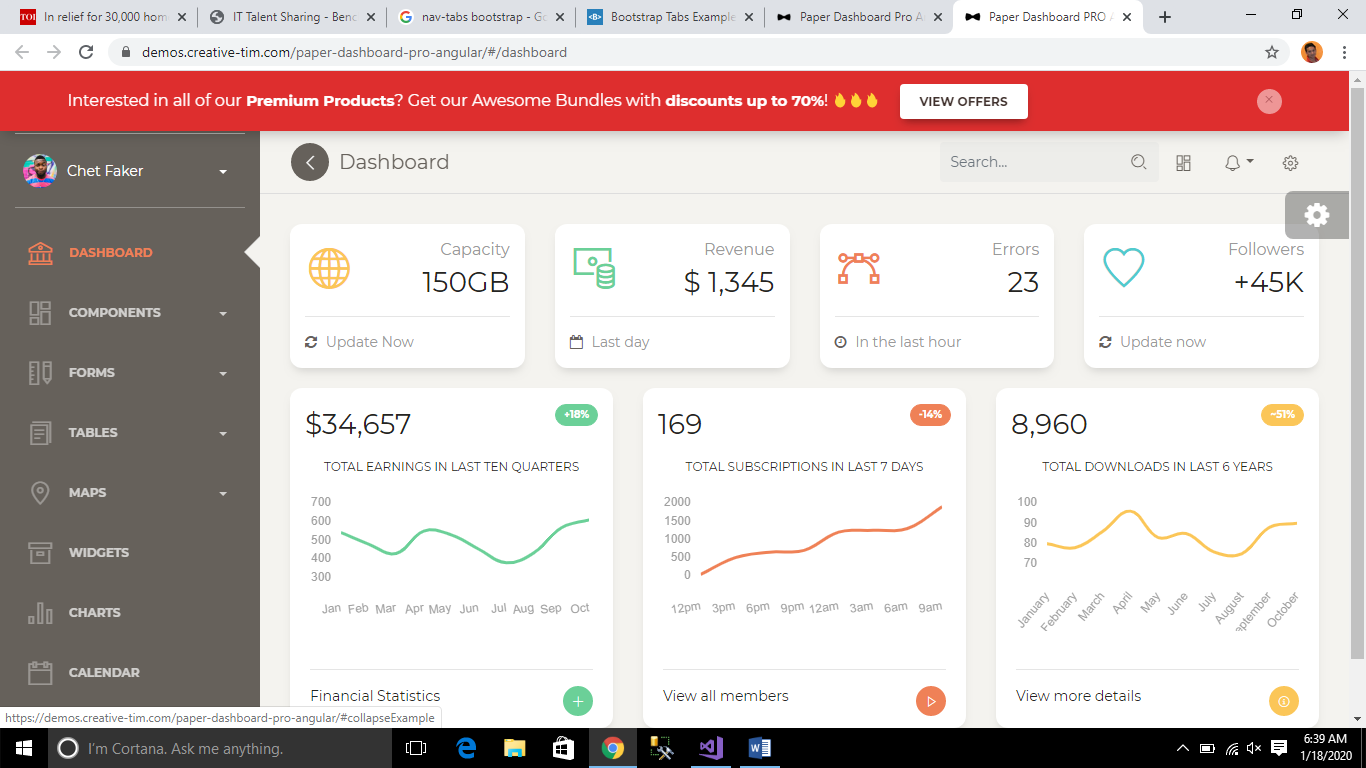 In relief for 30,000 hom
IT Talent Sharing - Benc
nav-tabs bootstrap - Go
Bootstrap Tabs Example
Paper Dashboard Pro A
Paper Dashboard PRO A
demos.creative-tim.com/paper-dashboard-pro-angular/#/dashboard
Interested in all of our Premium Products? Get our Awesome Bundles with discounts up to 70%! 🔥🔥🔥 VIEW OFFERS
Chet Faker
Dashboard
Search...
DASHBOARD
COMPONENTS
FORMS
TABLES
MAPS
WIDGETS
CHARTS
CALENDAR
Capacity
150GB
Update Now
Revenue
$ 1,345
Last day
Errors
23
In the last hour
Followers
+45K
Update now
$34,657 +18%
TOTAL EARNINGS IN LAST TEN QUARTERS
700
600
500
400
300
Jan Feb Mar Apr May Jun Jul Aug Sep Oct
Financial Statistics
169 -14%
TOTAL SUBSCRIPTIONS IN LAST 7 DAYS
2000
1500
1000
500
0
12pm 3pm 6pm 9pm 12am 3am 6am 9am
View all members
8,960 ~51%
TOTAL DOWNLOADS IN LAST 6 YEARS
100
90
80
70
January February March April May June July August eptember October
View more details
https://demos.creative-tim.com/paper-dashboard-pro-angular/#collapseExample
I'm Cortana. Ask me anything.
6:39 AM
1/18/2020